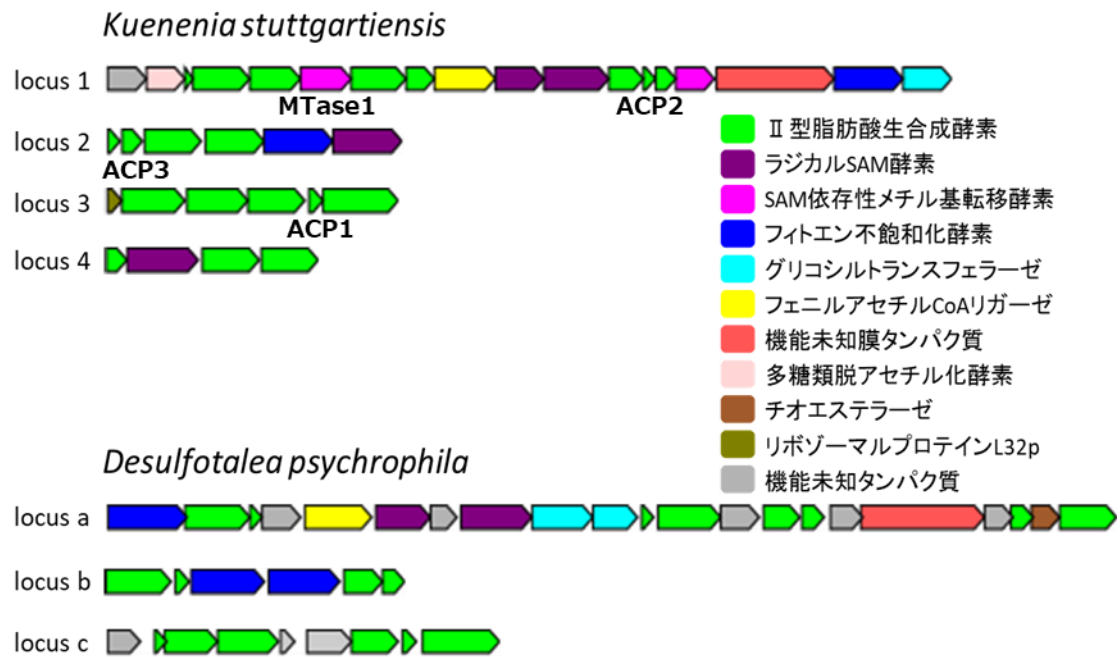 Kuenenia stuttgartiensis
locus 1
MTase1
ACP2
locus 2
ACP3
locus 3
ACP1
locus 4
Ⅱ型脂肪酸生合成酵素
ラジカルSAM酵素
SAM依存性メチル基転移酵素
フィトエン不飽和化酵素
グリコシルトランスフェラーゼ
フェニルアセチルCoAリガーゼ
機能未知膜タンパク質
多糖類脱アセチル化酵素
チオエステラーゼ
リボゾーマルプロテインL32p
機能未知タンパク質
Desulfotalea psychrophila
locus a
locus b
locus c